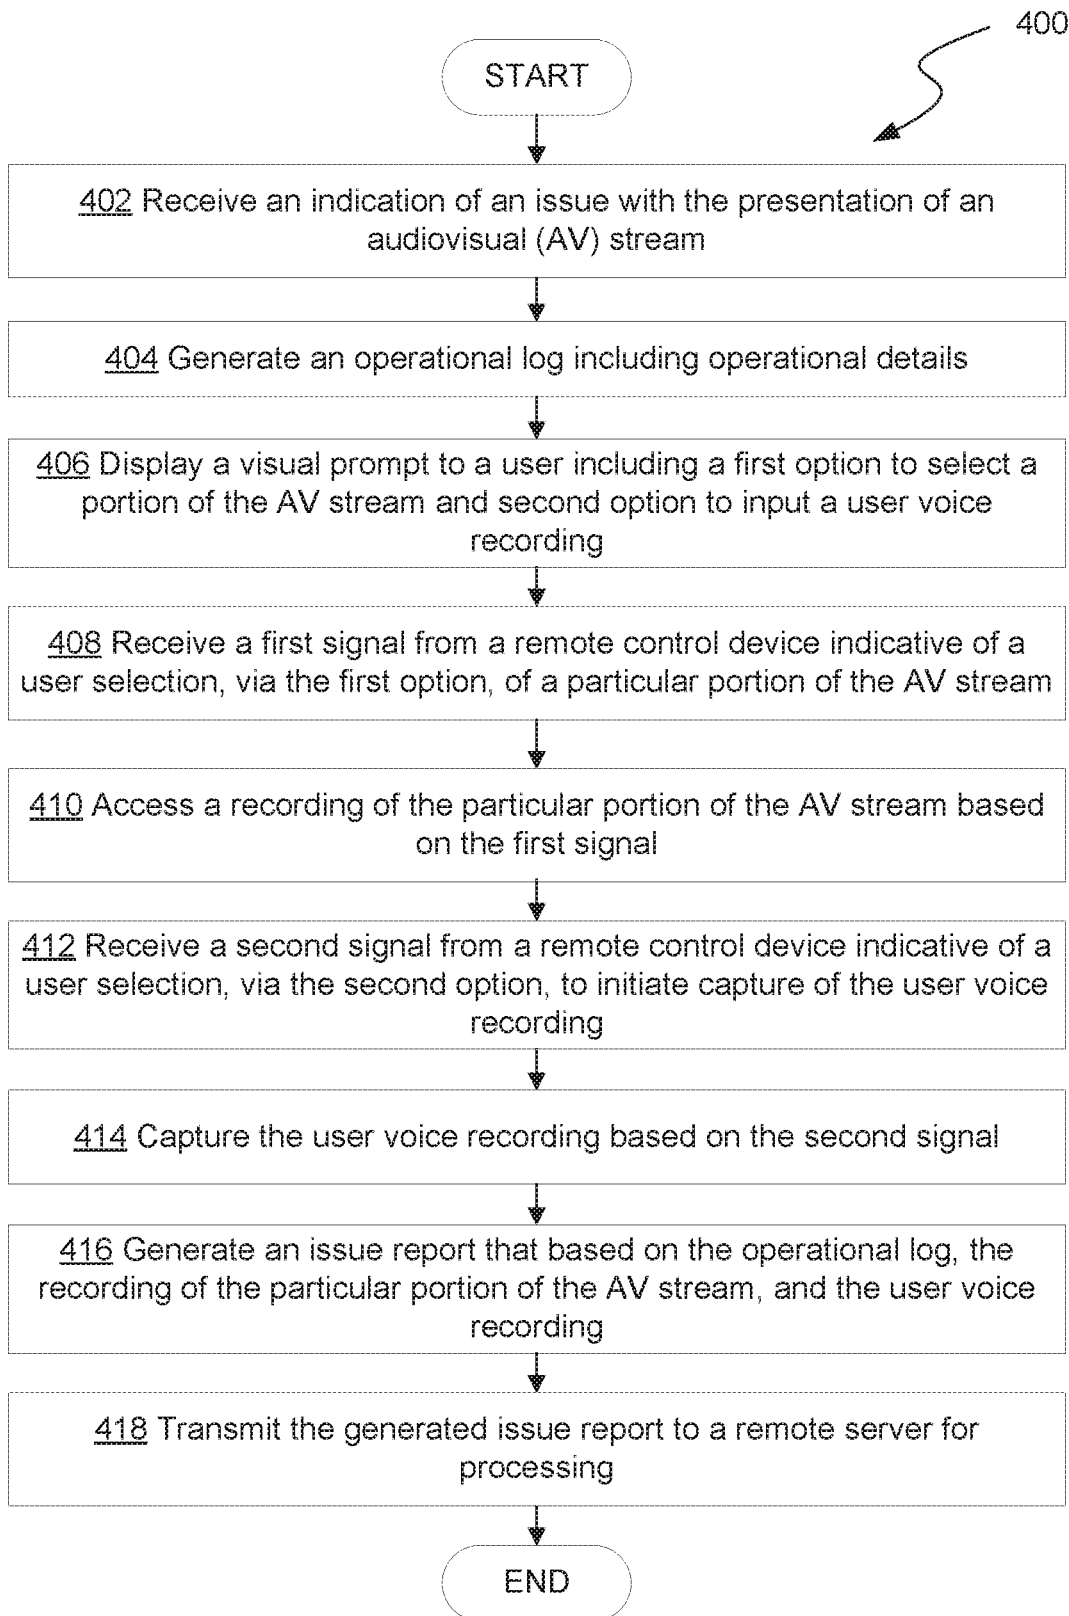 400
START
402 Receive an indication of an issue with the presentation of an
audiovisual (AV) stream
404 Generate an operational log including operational details
406 Display a visual prompt to a user including a first option to select a
portion of the AV stream and second option to input a user voice
recording
408 Receive a first signal from a remote control device indicative of a
user selection, via the first option, of a particular portion of the AV stream
410 Access a recording of the particular portion of the AV stream based
on the first signal
412 Receive a second signal from a remote control device indicative of a
user selection, via the second option, to initiate capture of the user voice
recording
414 Capture the user voice recording based on the second signal
416 Generate an issue report that based on the operational log, the
recording of the particular portion of the AV stream, and the user voice
recording
418 Transmit the generated issue report to a remote server for
processing
END